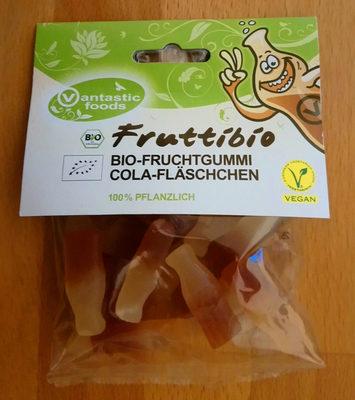 Vantastic
foods
Bio
Fruttibio
BIO-FRUCHTGUMMI
COLA-FLÄSCHCHEN
100% PFLANZLICH
V
VEGAN